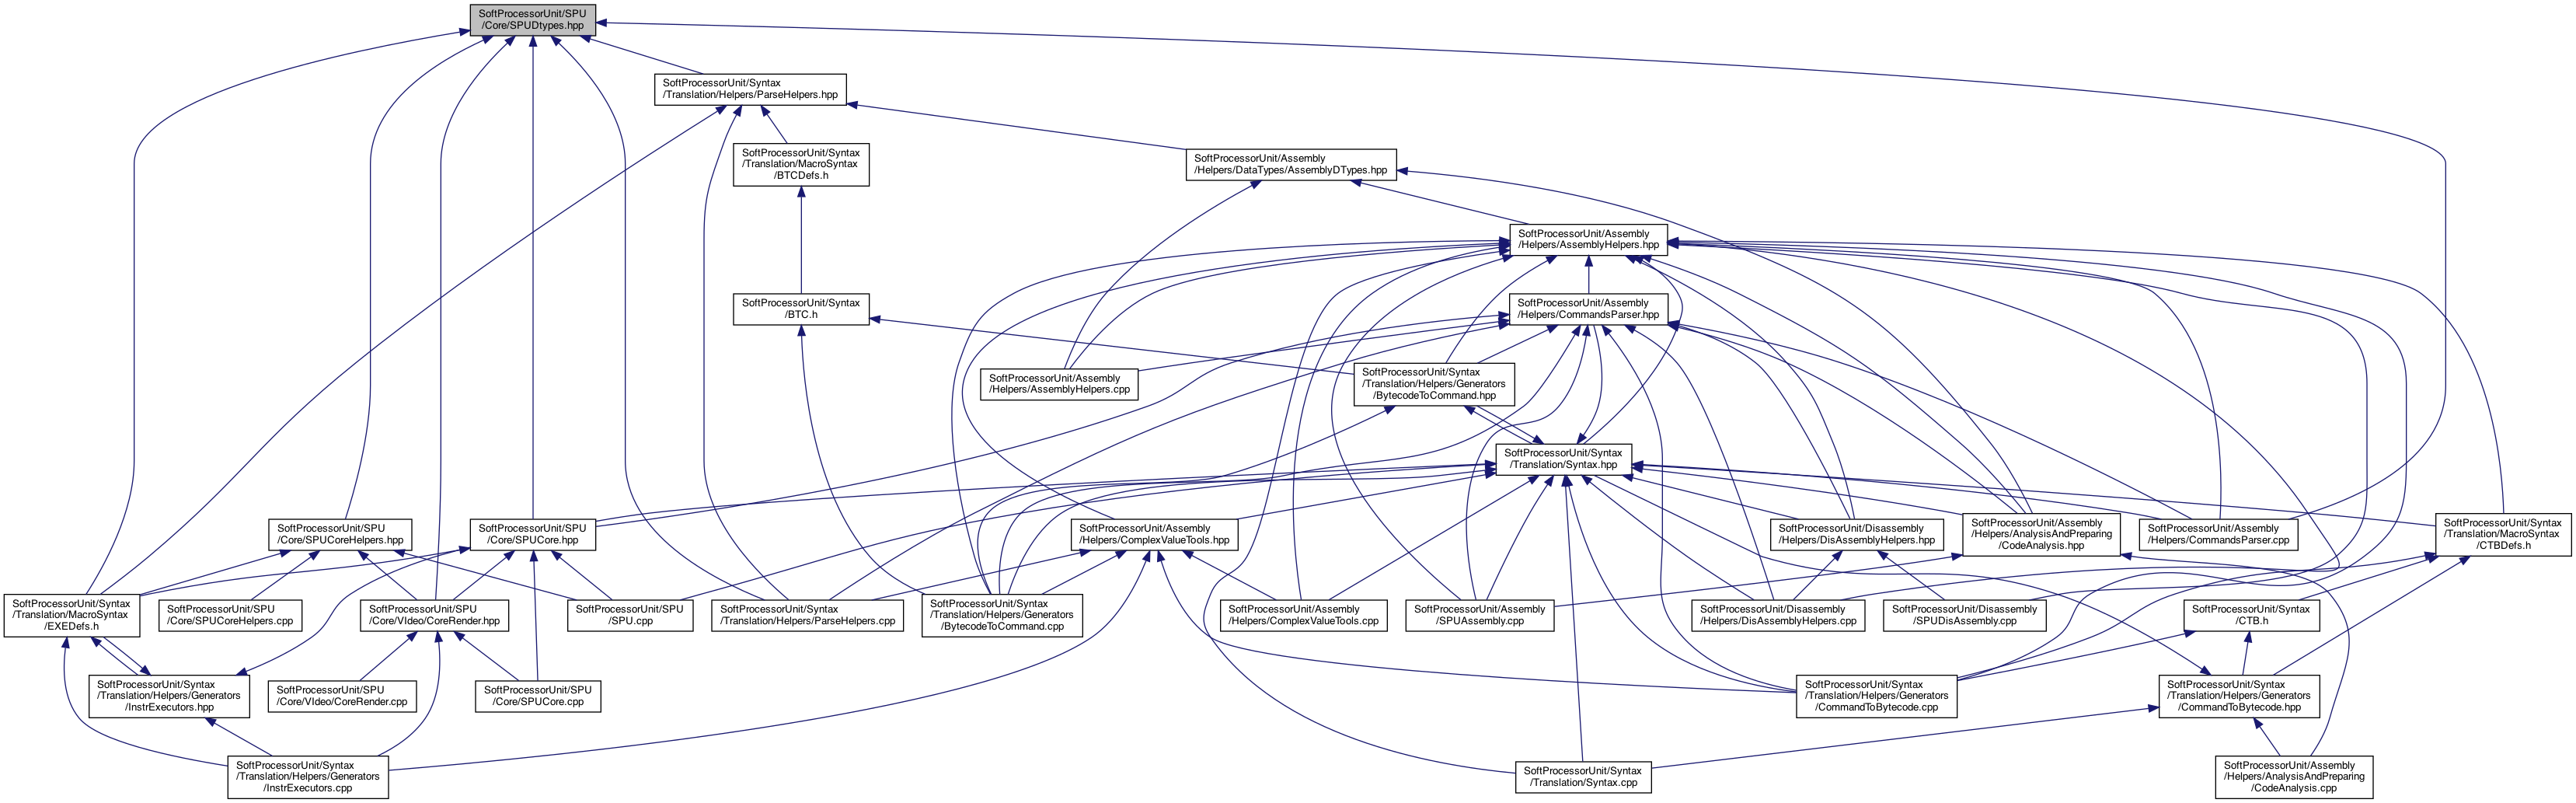 SoftProcessorUnit/SPU
/Core/SPUDtypes.hpp
SoftProcessorUnit/Syntax
/Translation/Helpers/ParseHelpers.hpp
SoftProcessorUnit/Syntax
/Translation/MacroSyntax
/BTCDefs.h
SoftProcessorUnit/Assembly
/Helpers/DataTypes/AssemblyDTypes.hpp
SoftProcessorUnit/Assembly
/Helpers/AssemblyHelpers.hpp
SoftProcessorUnit/Syntax
/BTC.h
SoftProcessorUnit/Assembly
/Helpers/CommandsParser.hpp
SoftProcessorUnit/Assembly
/Helpers/AssemblyHelpers.cpp
SoftProcessorUnit/Syntax
/Translation/Helpers/Generators
/BytecodeToCommand.hpp
SoftProcessorUnit/Syntax
/Translation/Syntax.hpp
SoftProcessorUnit/SPU
/Core/SPUCoreHelpers.hpp
SoftProcessorUnit/SPU
/Core/SPUCore.hpp
SoftProcessorUnit/Assembly
/Helpers/ComplexValueTools.hpp
SoftProcessorUnit/Disassembly
/Helpers/DisAssemblyHelpers.hpp
SoftProcessorUnit/Assembly
/Helpers/AnalysisAndPreparing
/CodeAnalysis.hpp
SoftProcessorUnit/Assembly
/Helpers/CommandsParser.cpp
SoftProcessorUnit/Syntax
/Translation/MacroSyntax
/CTBDefs.h
SoftProcessorUnit/Syntax
/Translation/MacroSyntax
/EXEDefs.h
SoftProcessorUnit/SPU
/Core/SPUCoreHelpers.cpp
SoftProcessorUnit/SPU
/Core/VIdeo/CoreRender.hpp
SoftProcessorUnit/SPU
/SPU.cpp
SoftProcessorUnit/Syntax
/Translation/Helpers/ParseHelpers.cpp
SoftProcessorUnit/Syntax
/Translation/Helpers/Generators
/BytecodeToCommand.cpp
SoftProcessorUnit/Assembly
/Helpers/ComplexValueTools.cpp
SoftProcessorUnit/Assembly
/SPUAssembly.cpp
SoftProcessorUnit/Disassembly
/Helpers/DisAssemblyHelpers.cpp
SoftProcessorUnit/Disassembly
/SPUDisAssembly.cpp
SoftProcessorUnit/Syntax
/CTB.h
SoftProcessorUnit/Syntax
/Translation/Helpers/Generators
/InstrExecutors.hpp
SoftProcessorUnit/SPU
/Core/VIdeo/CoreRender.cpp
SoftProcessorUnit/SPU
/Core/SPUCore.cpp
SoftProcessorUnit/Syntax
/Translation/Helpers/Generators
/CommandToBytecode.cpp
SoftProcessorUnit/Syntax
/Translation/Helpers/Generators
/CommandToBytecode.hpp
SoftProcessorUnit/Syntax
/Translation/Helpers/Generators
/InstrExecutors.cpp
SoftProcessorUnit/Syntax
/Translation/Syntax.cpp
SoftProcessorUnit/Assembly
/Helpers/AnalysisAndPreparing
/CodeAnalysis.cpp